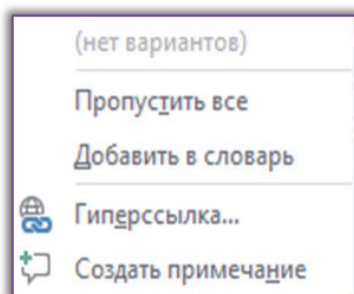 (нет вариантов)
Пропустить все
Добавить в словарь
Гиперссылка...
Создать примечание